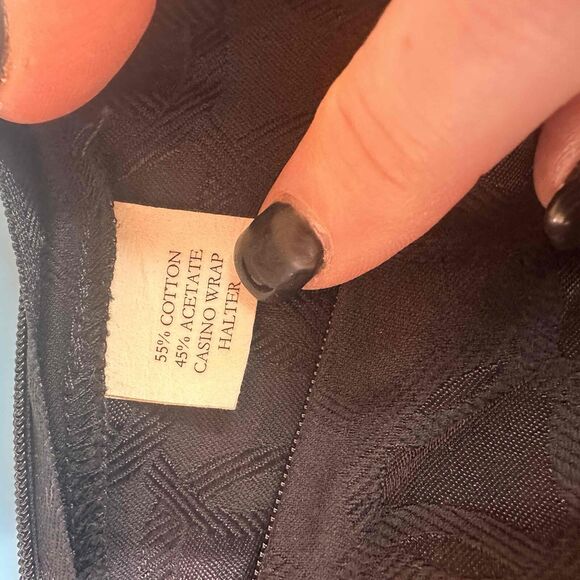 55% COTTON
45% ACETATE
CASINO WRAP
HALTER